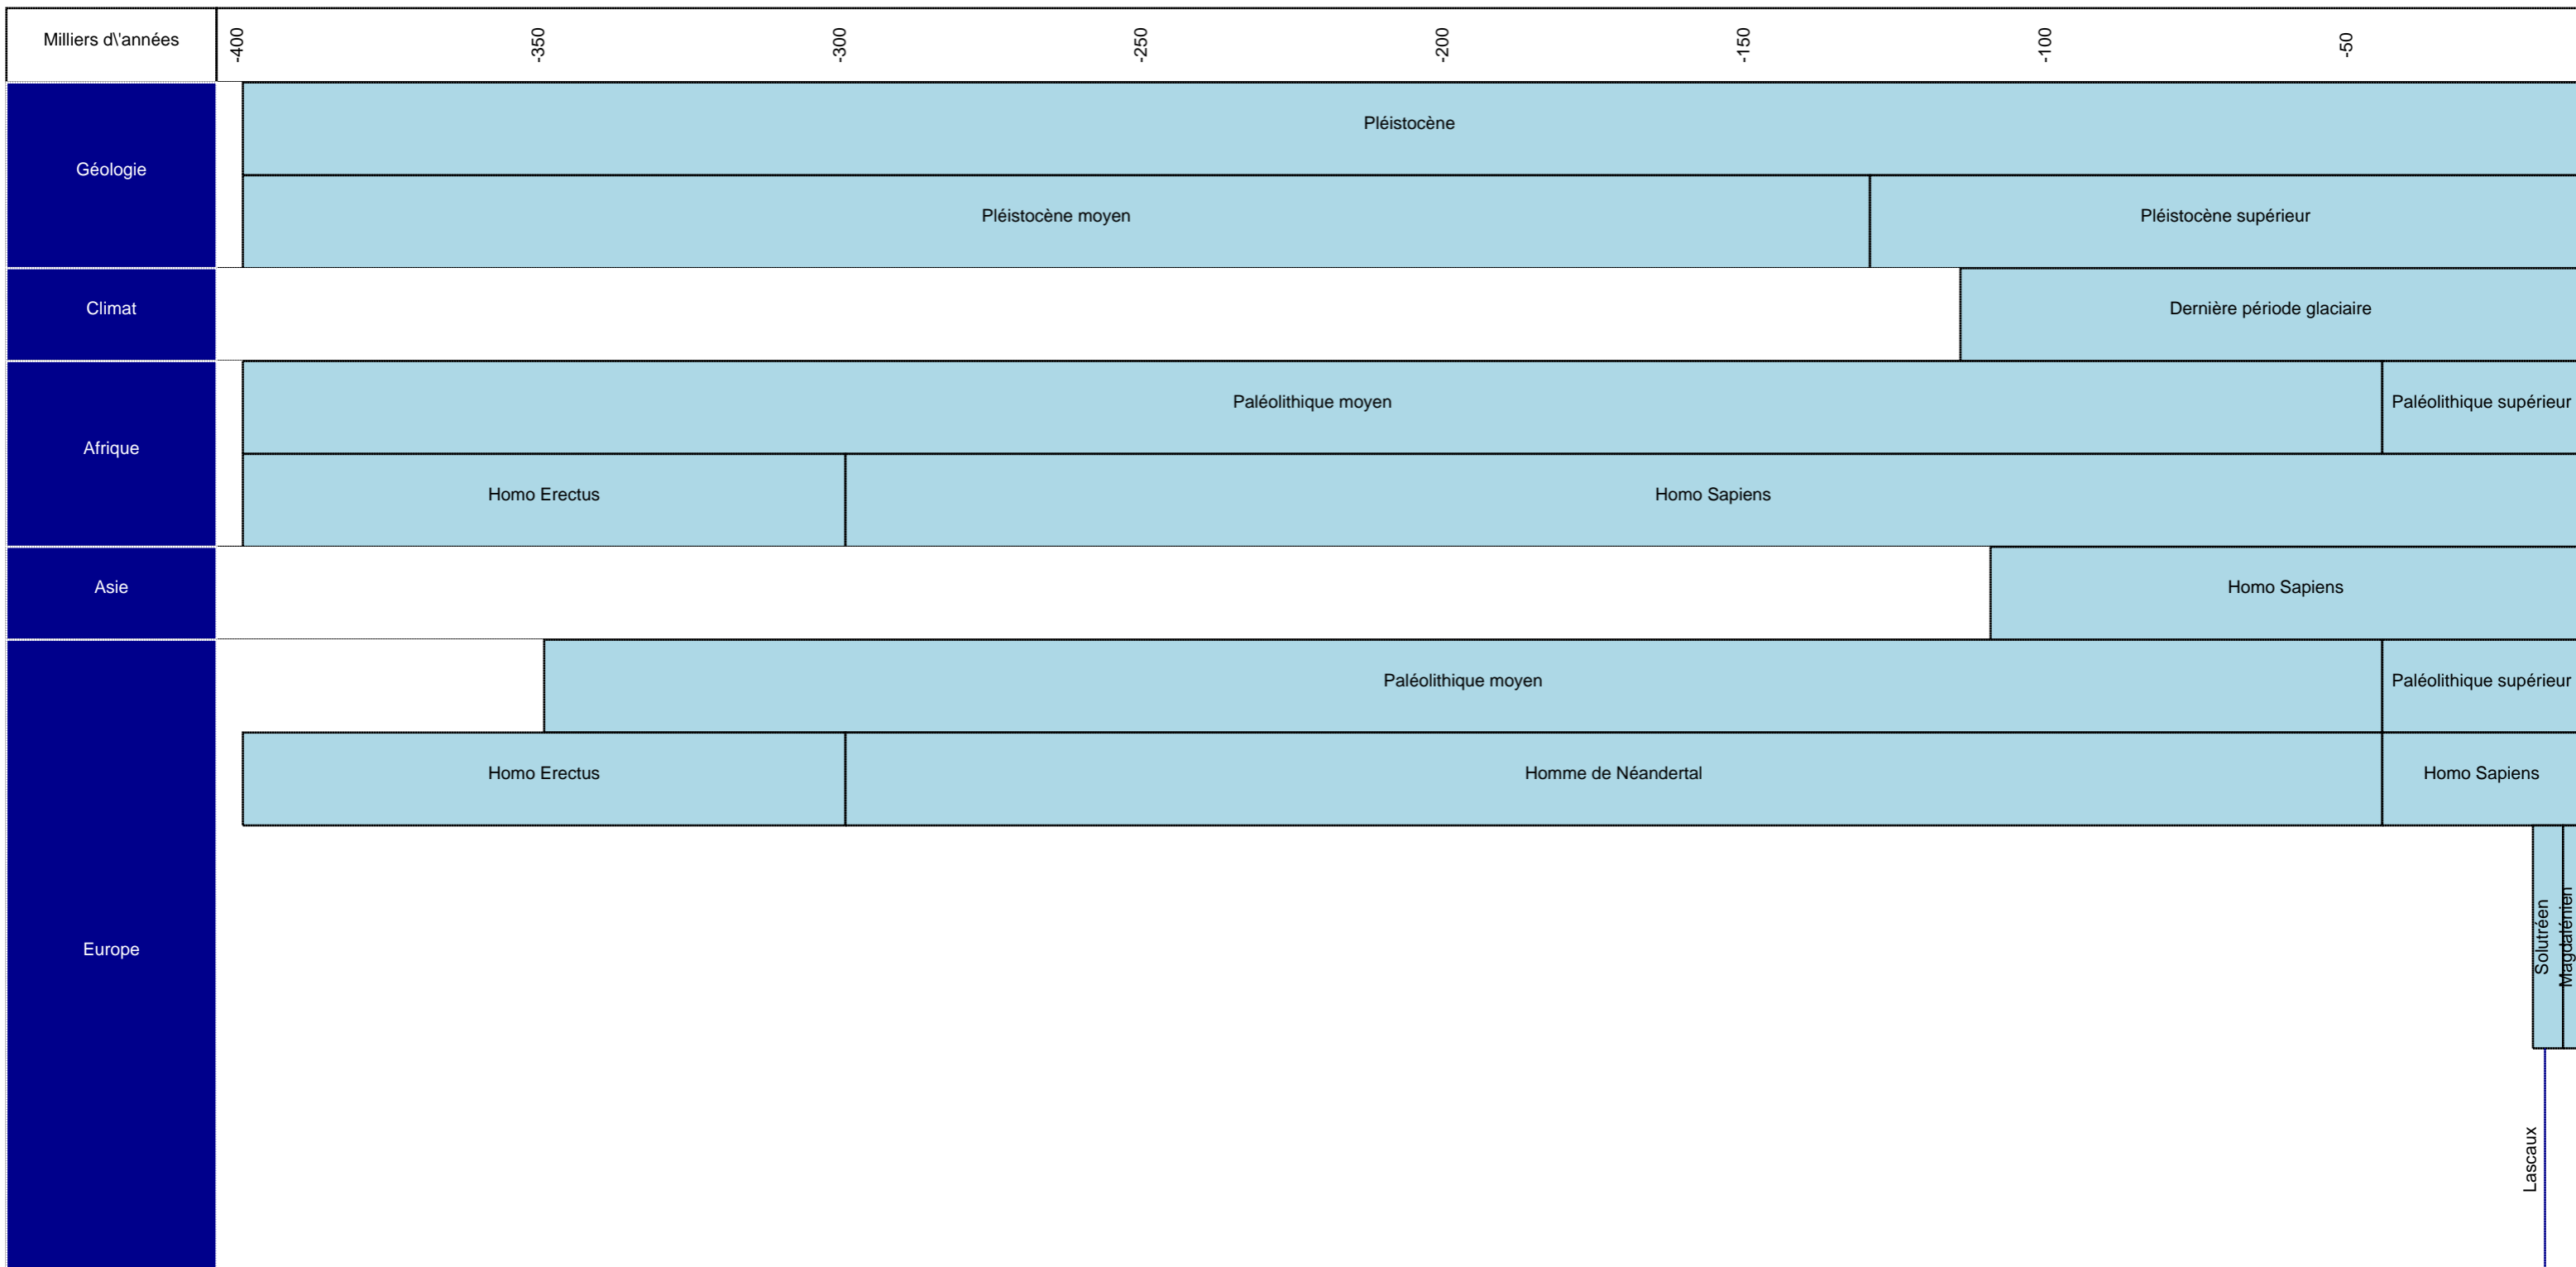 Milliers d\'années
-400
-350
-300
-250
-200
-150
-100
-50
Géologie
Pléistocène
Pléistocène moyen
Pléistocène supérieur
Climat
Dernière période glaciaire
Afrique
Paléolithique moyen
Paléolithique supérieur
Homo Erectus
Homo Sapiens
Asie
Homo Sapiens
Europe
Paléolithique moyen
Paléolithique supérieur
Homo Erectus
Homme de Néandertal
Homo Sapiens
Solutréen
Magdalénien
Lascaux